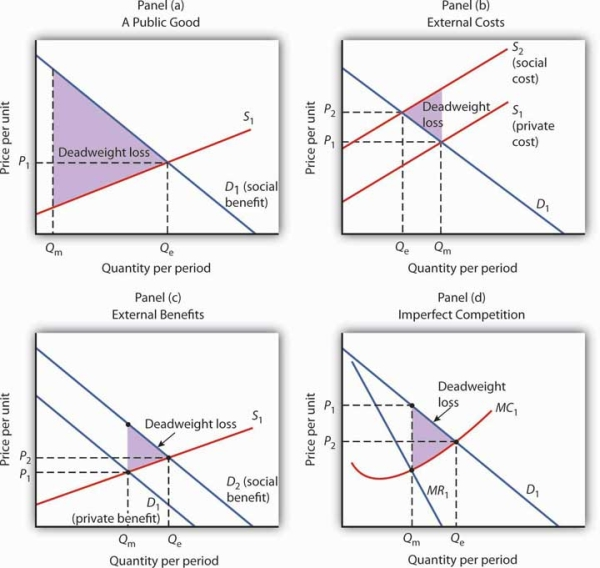 Panel (a)
A Public Good
Price per unit
S1
P1
Deadweight loss
D1 (social
benefit)
Qm
Qe
Quantity per period
Panel (b)
External Costs
Price per unit
S2
(social
cost)
P2
Deadweight
loss
S1
(private
cost)
P1
D1
Qe
Qm
Quantity per period
Panel (c)
External Benefits
Price per unit
Deadweight loss
S1
P2
P1
D2 (social
benefit)
D1
(private benefit)
Qm
Qe
Quantity per period
Panel (d)
Imperfect Competition
Price per unit
Deadweight
loss
P1
MC1
P2
MR1
D1
Qm
Qe
Quantity per period